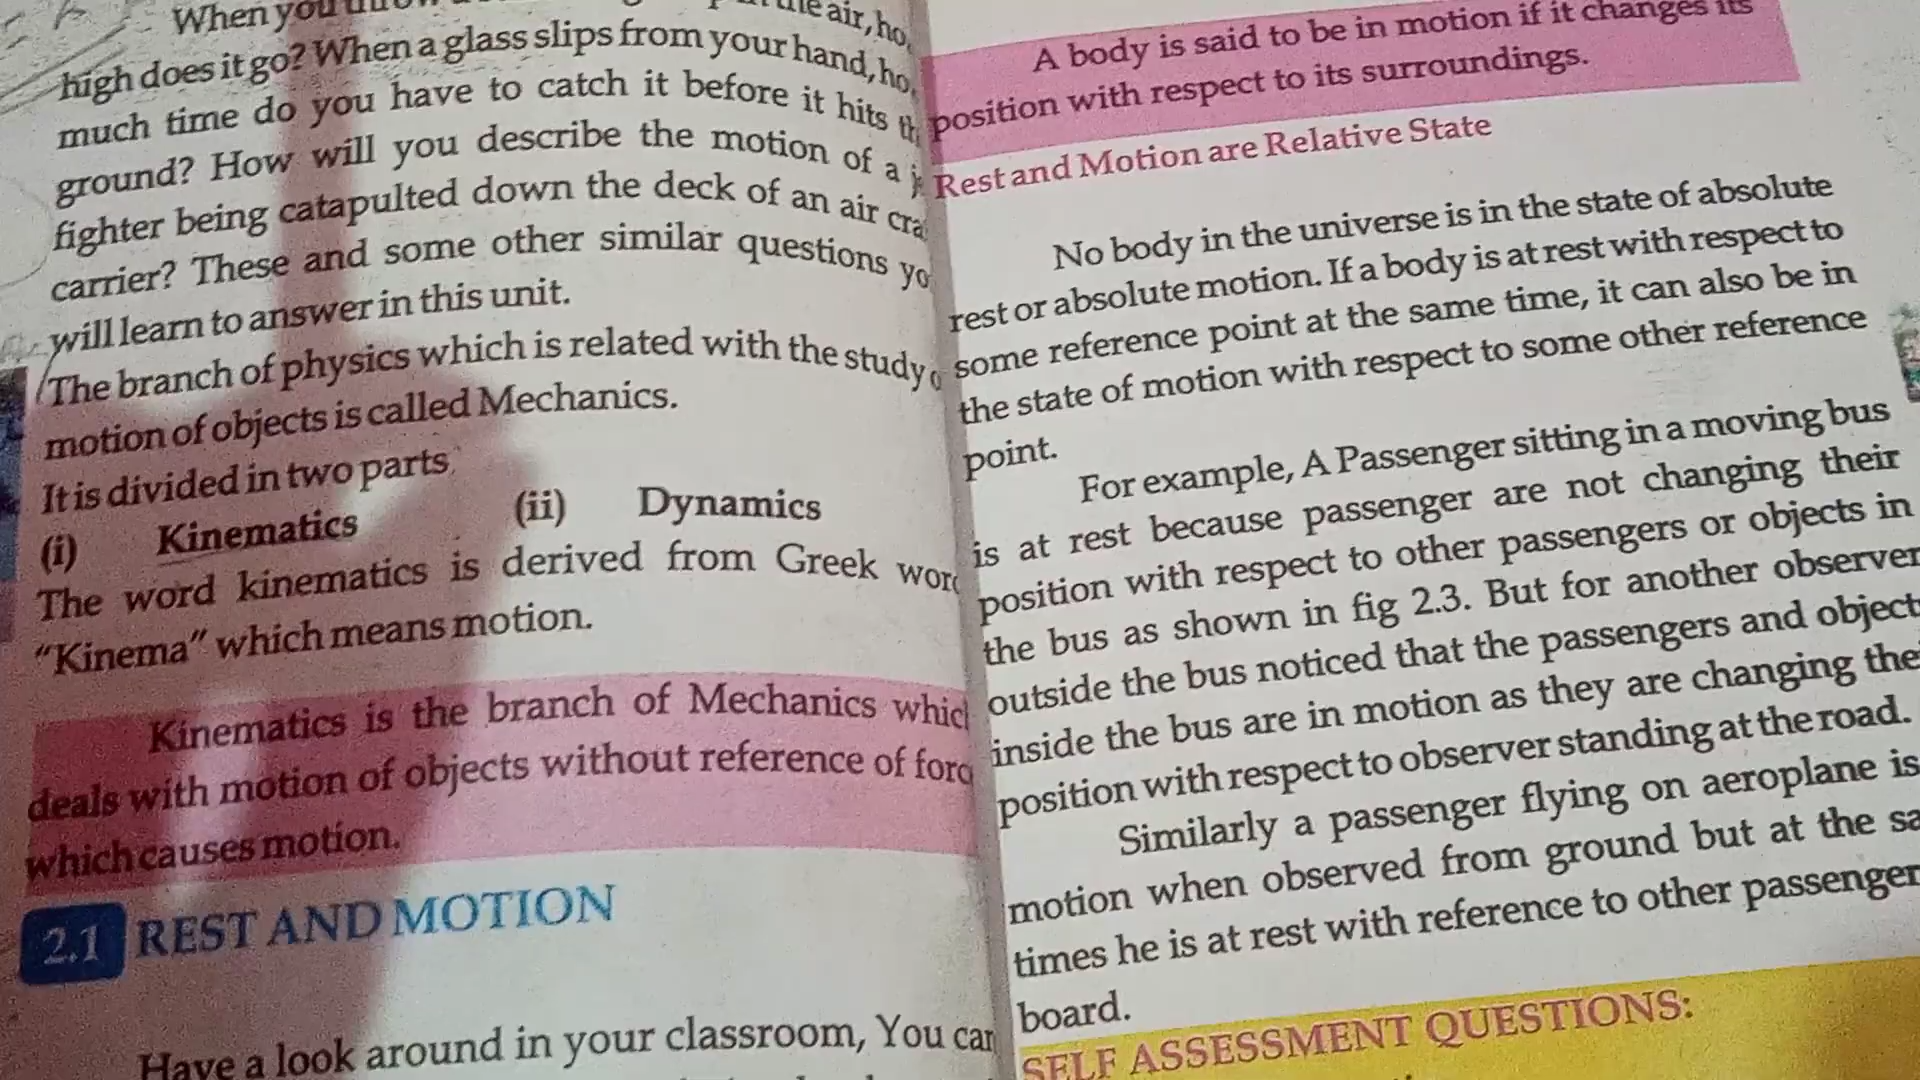 When you
the air,
high does it go? When a glass slips from your hand,
much time do you have to catch it before it hits
ground? How will you describe the motion of a
fighter being catapulted down the deck of an air
carrier? These and some other similar questions
will learn to answer in this unit.
The branch of physics which is related with the study
motion of objects is called Mechanics.
It is divided in two parts
(i) Kinematics (ii) Dynamics
The word kinematics is derived from Greek
"Kinema" which means motion.
Kinematics is the branch of Mechanics
deals with motion of objects without reference of
which causes motion.
2.1 REST AND MOTION
Have a look around in your classroom, You
A body is said to be in motion if it changes its
position with respect to its surroundings.
Rest and Motion are Relative State
No body in the universe is in the state of absolute
rest or absolute motion. If a body is at rest with respect to
some reference point at the same time, it can also be in
the state of motion with respect to some other reference
point.
For example, A Passenger sitting in a moving bus
is at rest because passenger are not changing their
position with respect to other passengers or objects in
the bus as shown in fig 2.3. But for another observer
outside the bus noticed that the passengers and object
inside the bus are in motion as they are changing
position with respect to observer standing at the road.
Similarly a passenger flying on aeroplane is
motion when observed from ground but at the
times he is at rest with reference to other passenger
board.
SELF ASSESSMENT QUESTIONS: